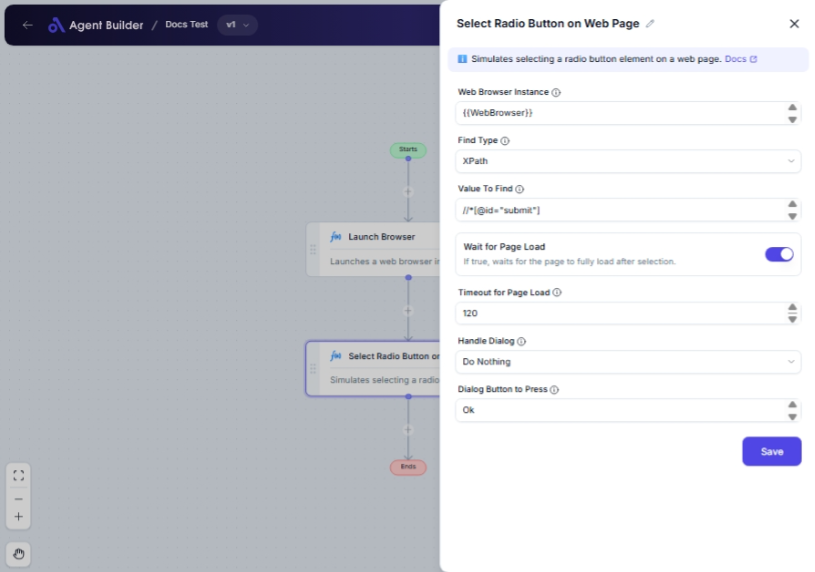 Agent Builder / Docs Test v1
Select Radio Button on Web Page
Simulates selecting a radio button element on a web page. Docs
Web Browser Instance
{{WebBrowser}}
Find Type
XPath
Value To Find
//*[@id="submit"]
Wait for Page Load
If true, waits for the page to fully load after selection.
Timeout for Page Load
120
Handle Dialog
Do Nothing
Dialog Button to Press
Ok
Save
Starts
Launch Browser
Launches a web browser in
Select Radio Button on
Simulates selecting a radio
Ends